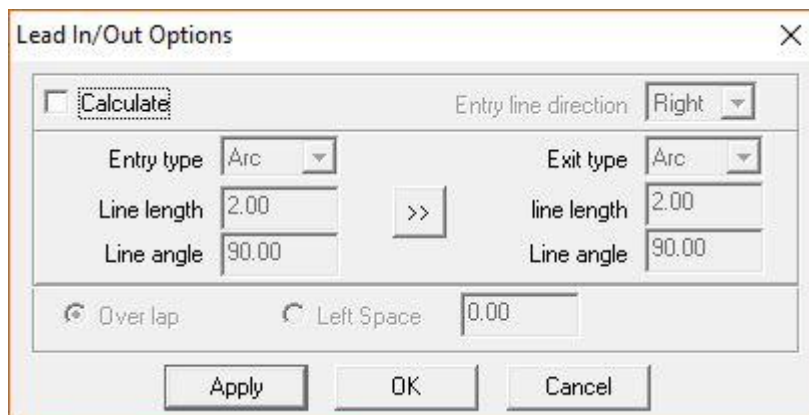 Lead In/Out Options
Calculate Entry line direction Right
Entry type Arc Exit type Arc
Line length 2.00 >> line length 2.00
Line angle 90.00 Line angle 90.00
Over lap Left Space 0.00
Apply OK Cancel